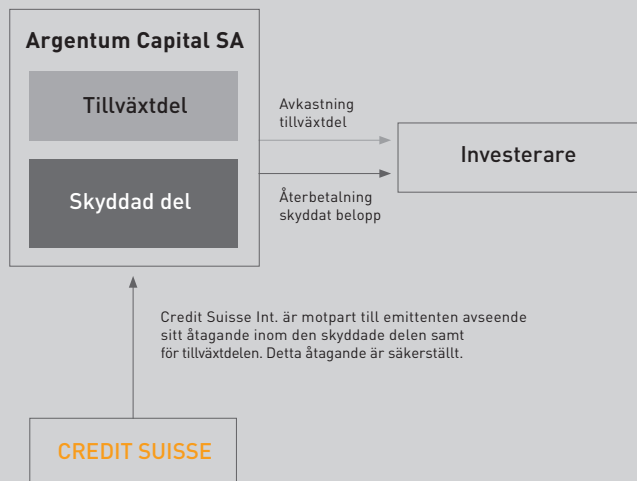 Argentum Capital SA
Tillväxtdel
Skyddad del
Avkastning
tillväxtdel
Återbetalning
skyddat belopp
Investerare
Credit Suisse Int. är motpart till emittenten avseende
sitt åtagande inom den skyddade delen samt
för tillväxtdelen. Detta åtagande är säkerställt.
CREDIT SUISSE